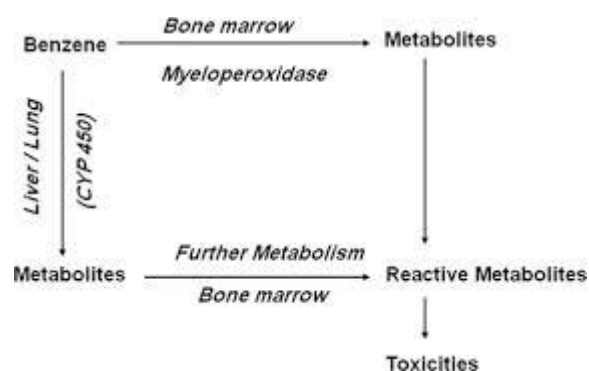 Bone marrow
Benzene
Metabolites
Myeloperoxidase
Liver / Lung
(CYP 450)
Further Metabolism
Metabolites
Reactive Metabolites
Bone marrow
Toxicities